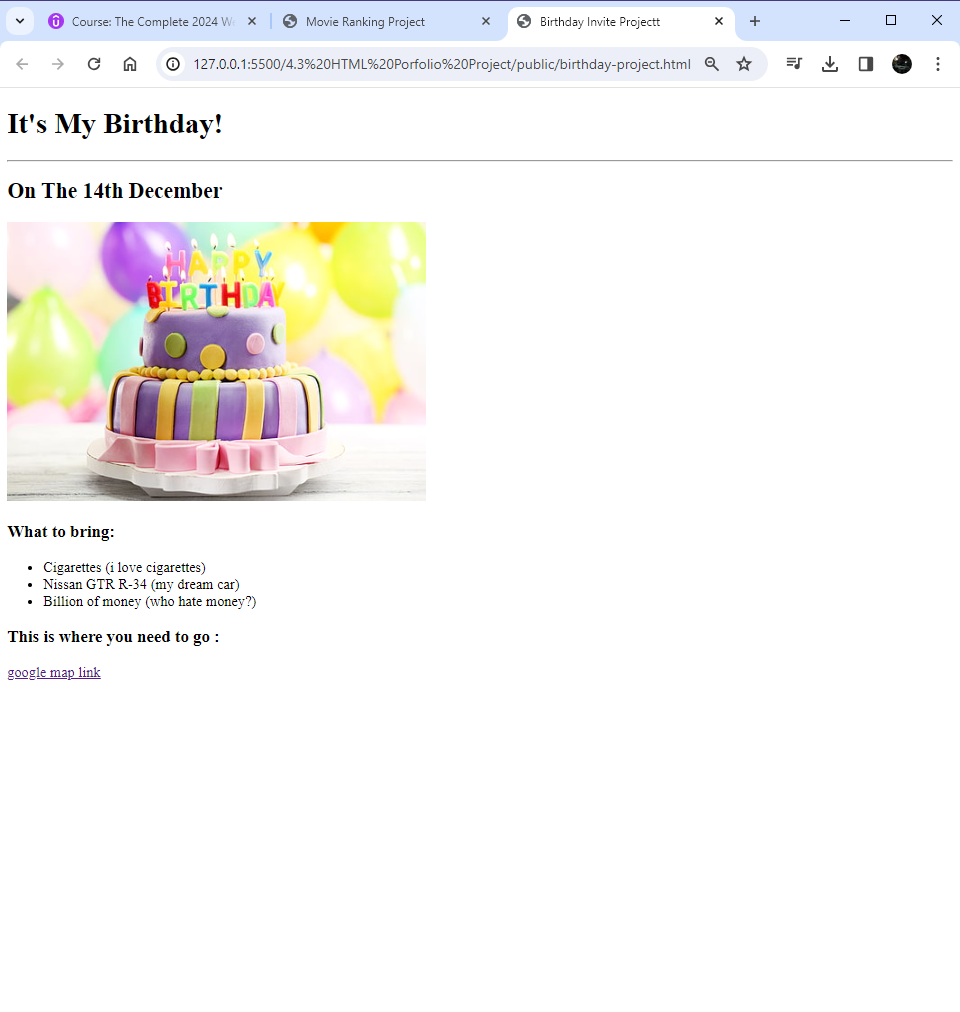 Course: The Complete 2024 W
Movie Ranking Project
Birthday Invite Projectt
127.0.0.1:5500/4.3%20HTML%20Porfolio%20Project/public/birthday-project.html
It's My Birthday!
On The 14th December
HAPPY
BIRTHDAY
What to bring:
• Cigarettes (i love cigarettes)
• Nissan GTR R-34 (my dream car)
• Billion of money (who hate money?)
This is where you need to go :
google map link